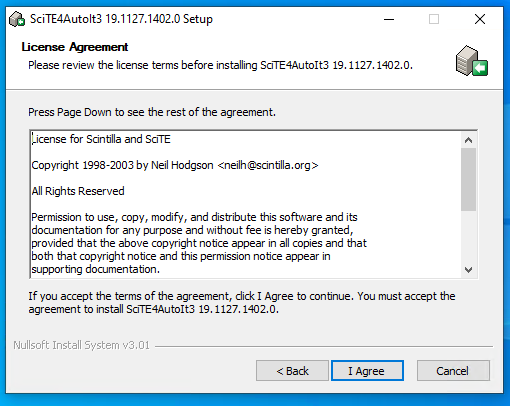 SciTE4AutoIt3 19.1127.1402.0 Setup
License Agreement
Please review the license terms before installing SciTE4AutoIt3 19.1127.1402.0.
Press Page Down to see the rest of the agreement.
License for Scintilla and SciTE
Copyright 1998-2003 by Neil Hodgson <neilh@scintilla.org>
All Rights Reserved
Permission to use, copy, modify, and distribute this software and its
documentation for any purpose and without fee is hereby granted,
provided that the above copyright notice appear in all copies and that
both that copyright notice and this permission notice appear in
supporting documentation.
If you accept the terms of the agreement, click I Agree to continue. You must accept the
agreement to install SciTE4AutoIt3 19.1127.1402.0.
Nullsoft Install System v3.01
< Back
I Agree
Cancel